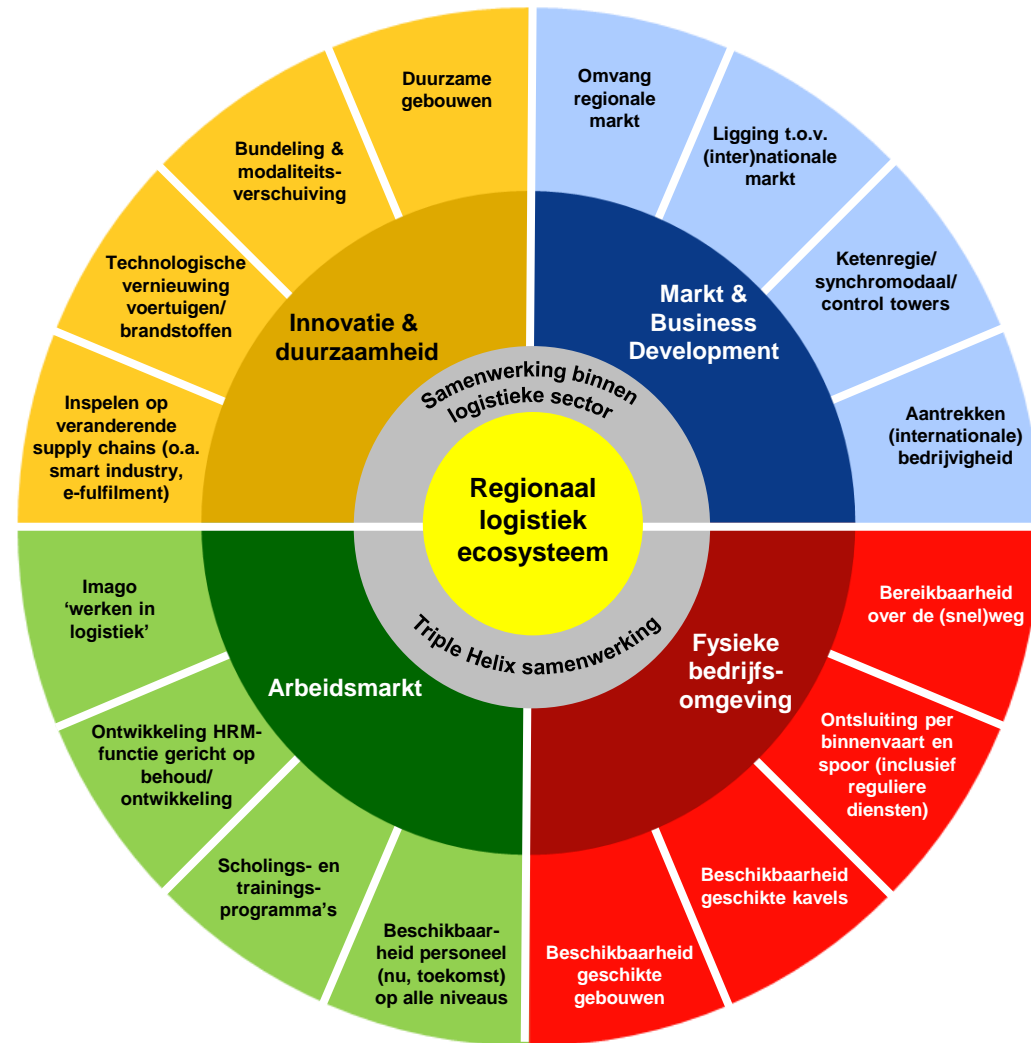 Duurzame
gebouwen
Omvang
regionale
markt
Bundeling &
modaliteits-
verschuiving
Ligging t.o.v.
(inter)nationale
markt
Technologische
vernieuwing
voertuigen/
brandstoffen
Ketenregie/
synchromodaal/
control towers
Inspelen op
veranderende
supply chains (o.a.
smart industry,
e-fulfilment)
Aantrekken
(internationale)
bedrijvigheid
Innovatie &
duurzaamheid
Markt &
Business
Development
Samenwerking binnen
logistieke sector
Regionaal
logistiek
ecosysteem
Triple Helix samenwerking
Arbeidsmarkt
Fysieke
bedrijfs-
omgeving
Imago
‘werken in
logistiek’
Bereikbaarheid
over de (snel)weg
Ontwikkeling HRM-
functie gericht op
behoud/
ontwikkeling
Ontsluiting per
binnenvaart en
spoor (inclusief
reguliere
diensten)
Scholings- en
trainings-
programma’s
Beschikbaarheid
geschikte kavels
Beschikbaar-
heid personeel
(nu, toekomst)
op alle niveaus
Beschikbaarheid
geschikte
gebouwen